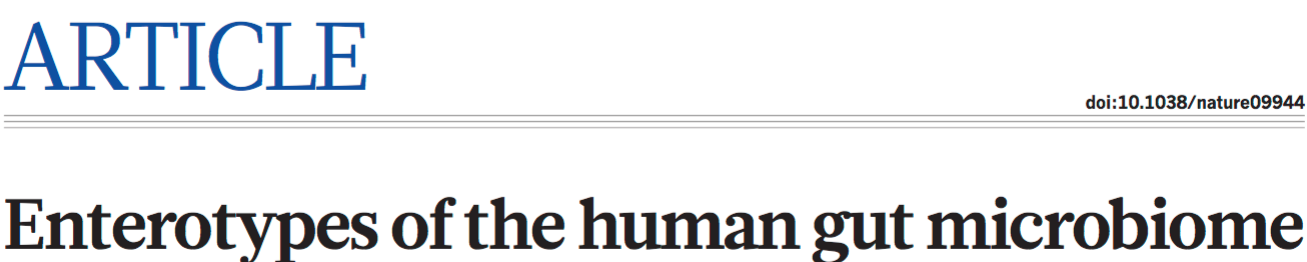 ARTICLE
doi:10.1038/nature09944
Enterotypes of the human gut microbiome